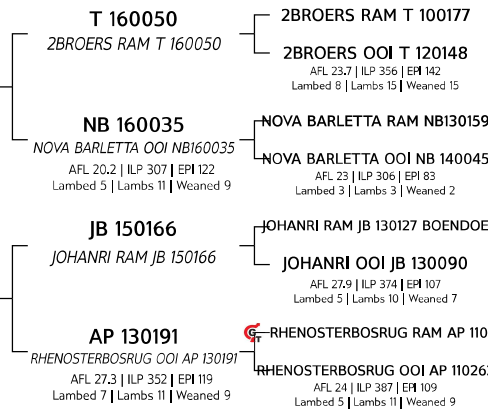 T 160050
2BROERS RAM T 160050
NB 160035
NOVA BARLETTA OOI NB160035
AFL 20.2 | ILP 307 | EPI 122
Lambed 5 | Lambs 11 | Weaned 9
JB 150166
JOHANRI RAM JB 150166
AP 130191
RHENOSTERBOSRUG OOI AP 130191
AFL 27.3 | ILP 352 | EPI 119
Lambed 7 | Lambs 11 | Weaned 9
2BROERS RAM T 100177
2BROERS OOI T 120148
AFL 23.7 | ILP 356 | EPI 142
Lambed 8 | Lambs 15 | Weaned 15
NOVA BARLETTA RAM NB130159
NOVA BARLETTA OOI NB 140045
AFL 23 | ILP 306 | EPI 83
Lambed 3 | Lambs 3 | Weaned 2
JOHANRI RAM JB 130127 BOENDOE
JOHANRI OOI JB 130090
AFL 27.9 | ILP 374 | EPI 107
Lambed 5 | Lambs 10 | Weaned 7
GT
RHENOSTERBOSRUG RAM AP 110
RHENOSTERBOSRUG OOI AP 110263
AFL 24 | ILP 387 | EPI 109
Lambed 5 | Lambs 11 | Weaned 9